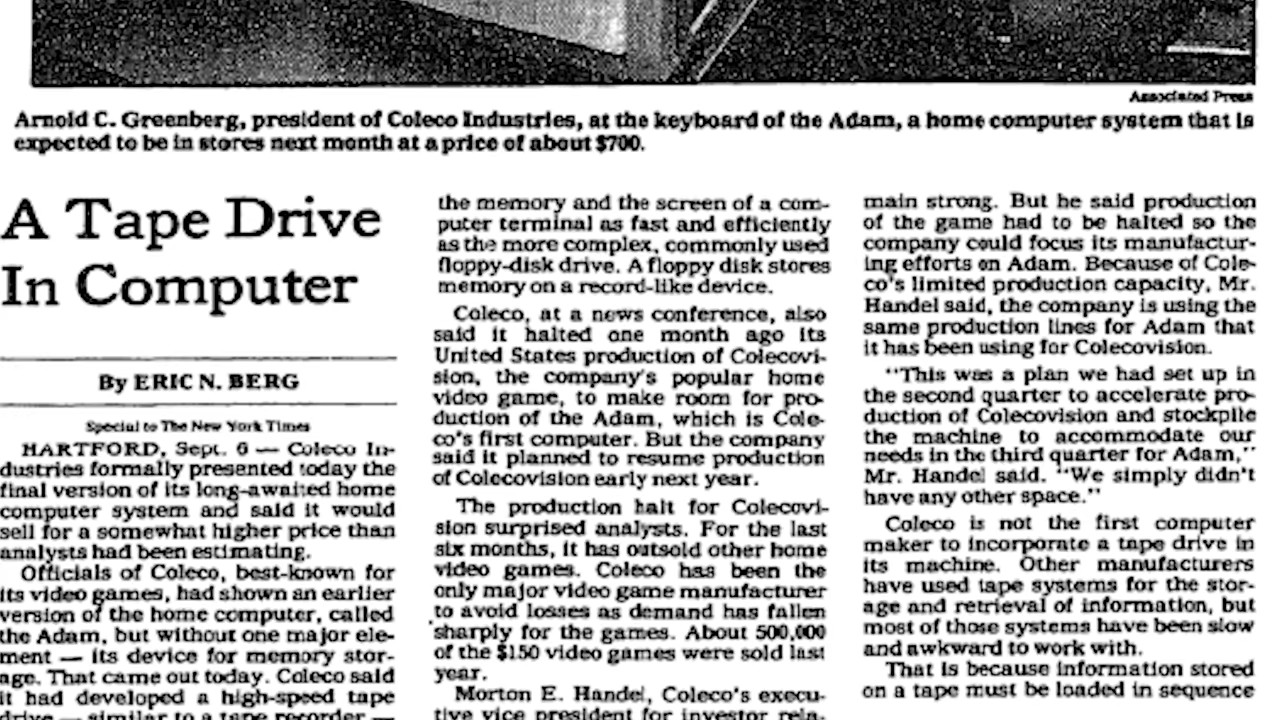 Associated Press
Arnold C. Greenberg, president of Coleco Industries, at the keyboard of the Adam, a home computer system that is
expected to be in stores next month at a price of about $700.
A Tape Drive
In Computer
By ERIC N. BERG
Special to The New York Times
HARTFORD, Sept. 6 — Coleco In-
dustries formally presented today the
final version of its long-awaited home
computer system and said it would
sell for a somewhat higher price than
analysts had been estimating.
Officials of Coleco, best-known for
its video games, had shown an earlier
version of the home computer, called
the Adam, but without one major ele-
ment — its device for memory stor-
age. That came out today. Coleco said
it had developed a high-speed tape
drive — similar to a tape recorder —
the memory and the screen of a com-
puter terminal as fast and efficiently
as the more complex, commonly used
floppy-disk drive. A floppy disk stores
memory on a record-like device.
Coleco, at a news conference, also
said it halted one month ago its
United States production of Colecovi-
sion, the company's popular home
video game, to make room for pro-
duction of the Adam, which is Cole-
co's first computer. But the company
said it planned to resume production
of Colecovision early next year.
The production halt for Colecovi-
sion surprised analysts. For the last
six months, it has outsold other home
video games. Coleco has been the
only major video game manufacturer
to avoid losses as demand has fallen
sharply for the games. About 500,000
of the $150 video games were sold last
year.
Morton E. Handel, Coleco's execu-
tive vice president for investor rela-
main strong. But he said production
of the game had to be halted so the
company could focus its manufactur-
ing efforts on Adam. Because of Cole-
co's limited production capacity, Mr.
Handel said, the company is using the
same production lines for Adam that
it has been using for Colecovision.
"This was a plan we had set up in
the second quarter to accelerate pro-
duction of Colecovision and stockpile
the machine to accommodate our
needs in the third quarter for Adam,"
Mr. Handel said. "We simply didn't
have any other space."
Coleco is not the first computer
maker to incorporate a tape drive in
its machine. Other manufacturers
have used tape systems for the stor-
age and retrieval of information, but
most of those systems have been slow
and awkward to work with.
That is because information stored
on a tape must be loaded in sequence